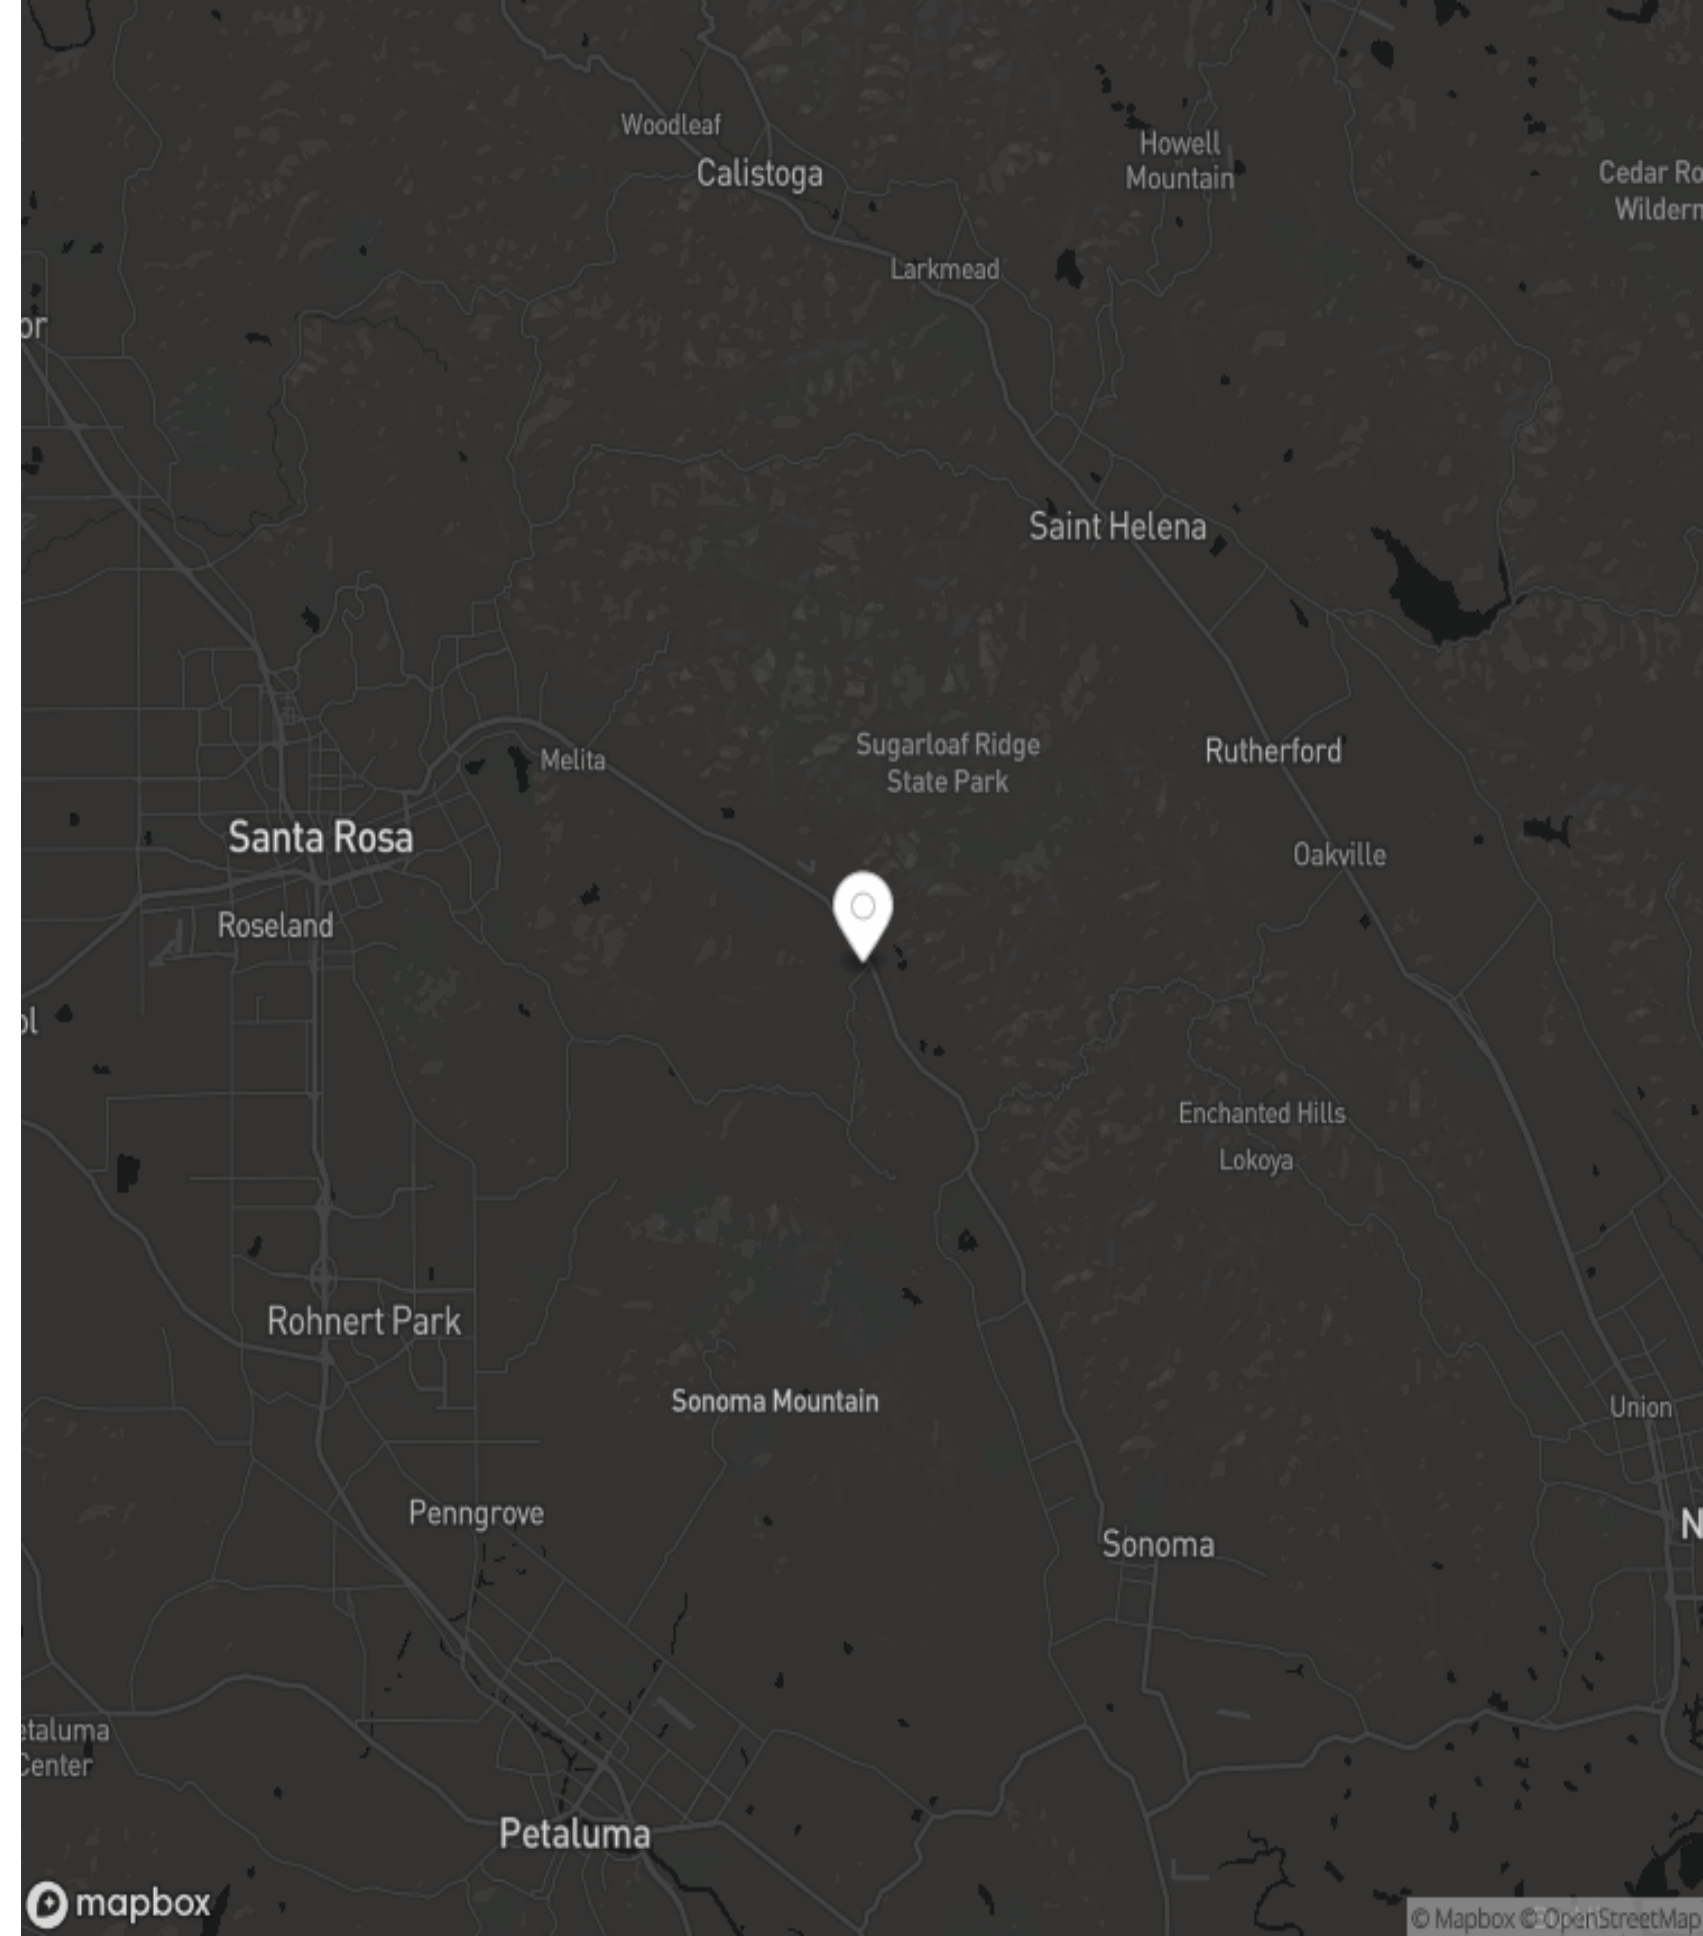 Woodleaf
Calistoga
Howell
Mountain
Cedar Ro
Wildern
Larkmead
or
Saint Helena
Sugarloaf Ridge
State Park
Rutherford
Melita
Santa Rosa
Oakville
Roseland
ol
Enchanted Hills
Lokoya
Rohnert Park
Sonoma Mountain
Union
Penngrove
N
Sonoma
etaluma
Center
Petaluma
mapbox
© Mapbox © OpenStreetMap